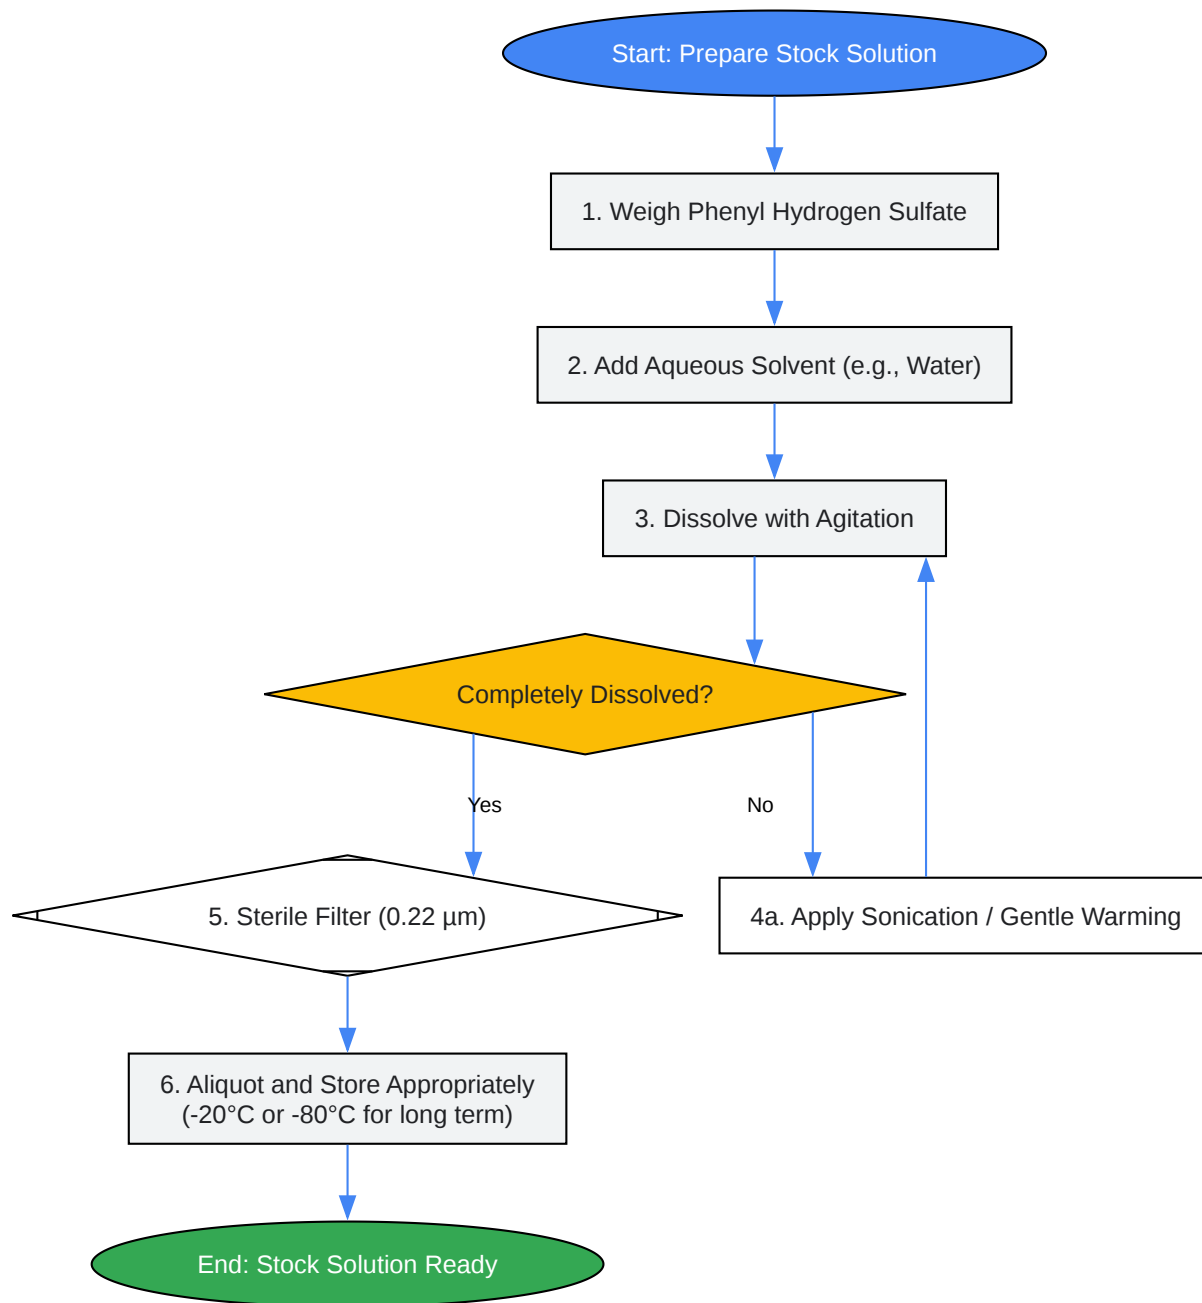 Start: Prepare Stock Solution
1. Weigh Phenyl Hydrogen Sulfate
2. Add Aqueous Solvent (e.g., Water)
3. Dissolve with Agitation
Completely Dissolved?
Yes
No
5. Sterile Filter (0.22 µm)
4a. Apply Sonication / Gentle Warming
6. Aliquot and Store Appropriately
(-20°C or -80°C for long term)
End: Stock Solution Ready